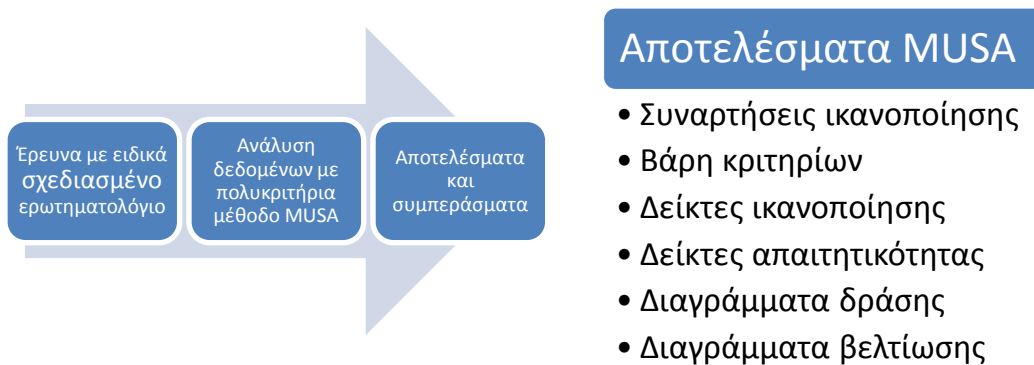 Έρευνα με ειδικά
σχεδιασμένο
ερωτηματολόγιο
Ανάλυση
δεδομένων με
πολυκριτήρια
μέθοδο MUSA
Αποτελέσματα
και
συμπεράσματα
Αποτελέσματα MUSA
• Συναρτήσεις ικανοποίησης
• Βάρη κριτηρίων
• Δείκτες ικανοποίησης
• Δείκτες απαιτητικότητας
• Διαγράμματα δράσης
• Διαγράμματα βελτίωσης